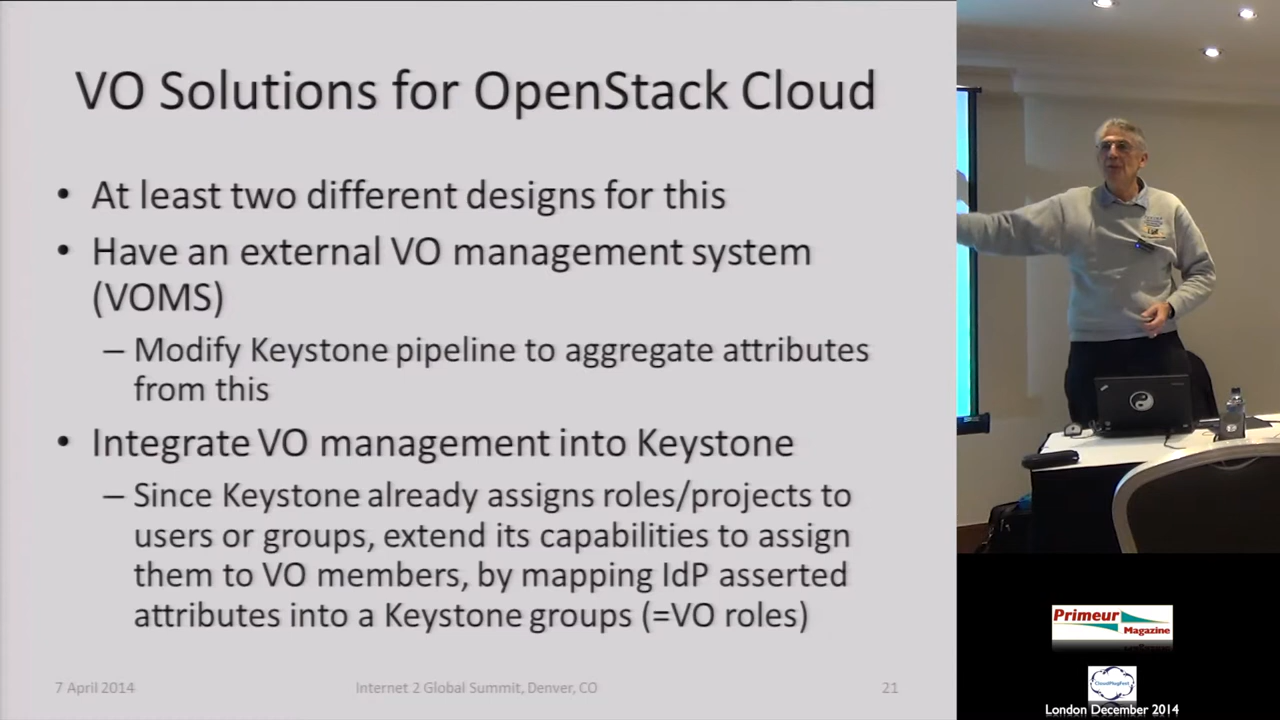 VO Solutions for OpenStack Cloud
• At least two different designs for this
• Have an external VO management system
(VOMS)
– Modify Keystone pipeline to aggregate attributes
from this
• Integrate VO management into Keystone
– Since Keystone already assigns roles/projects to
users or groups, extend its capabilities to assign
them to VO members, by mapping IdP asserted
attributes into a Keystone groups (=VO roles)
7 April 2014
Internet 2 Global Summit, Denver, CO
21
Primeur
Magazine
CloudPlugFest
London December 2014